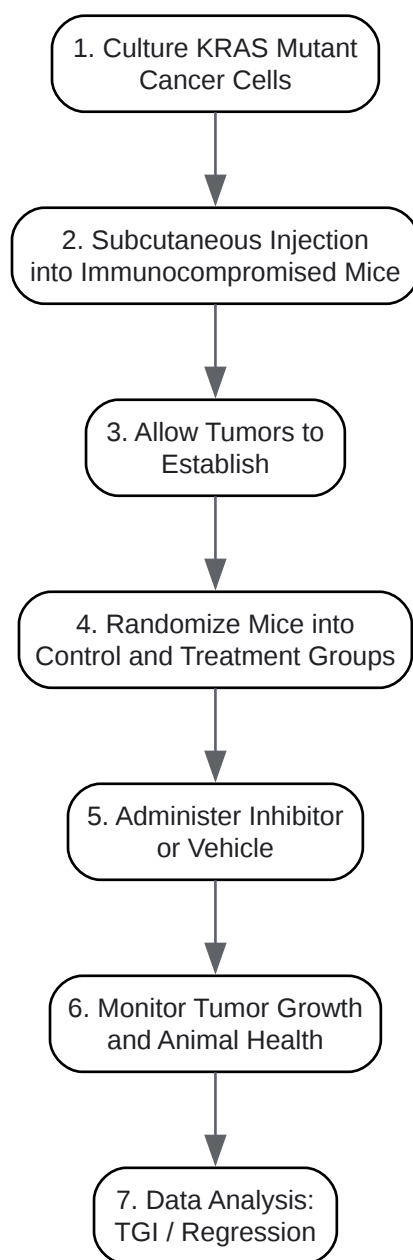 1. Culture KRAS Mutant
Cancer Cells
2. Subcutaneous Injection
into Immunocompromised Mice
3. Allow Tumors to
Establish
4. Randomize Mice into
Control and Treatment Groups
5. Administer Inhibitor
or Vehicle
6. Monitor Tumor Growth
and Animal Health
7. Data Analysis:
TGI / Regression